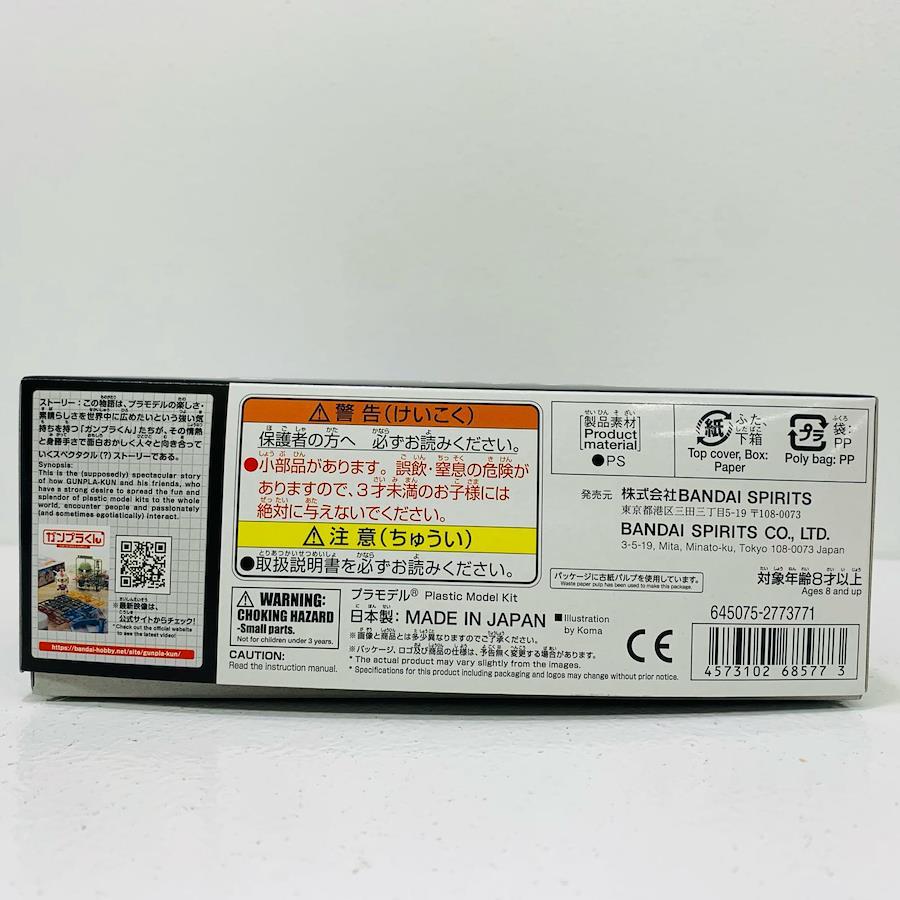 ストーリー：この物語は、プラモデルの楽しさ・
素晴らしさを世界中に広めたいという強い気
持ちを持つ「ガンプラくん」たちが、その情熱
と身勝手さで面白おかしく人々と向き合って
いくスペクタクル（？）ストーリーである。
Synopsis:
This is the (supposedly) spectacular story
of how GUNPLA-KUN and his friends, who
have a strong desire to spread the fun and
splendor of plastic model kits to the whole
world, encounter people and passionately
(and sometimes egotistically) interact.
ガンプラくん
※最新映像は、
公式サイトからチェック!
*Check out the official website
to see the latest video!
https://bandai-hobby.net/site/gunpla-kun/
警告(けいこく)
保護者の方へ 必ずお読みください。
●小部品があります。誤飲・窒息の危険が
ありますので、3才未満のお子様には
絶対に与えないでください。
注意(ちゅうい)
●取扱説明書を必ずお読みください。
WARNING:
CHOKING HAZARD
-Small parts.
Not for children under 3 years.
CAUTION:
Read the instruction manual.
プラモデル® Plastic Model Kit
日本製: MADE IN JAPAN
■Illustration
by Koma
※画像と商品とは多少異なりますのでご了承ください。
※パッケージ、ロゴ及び商品の仕様は、予告無く変更する場合があります。
* The actual product may vary slightly from the images.
* Specifications for this product including packaging and logos may change without prior notice.
製品素材
Product
material
●PS
紙
ふた、
下箱
Top cover, Box:
Paper
プラ
袋:
PP
Poly bag: PP
発売元 株式会社BANDAI SPIRITS
東京都港区三田三丁目5-19 〒108-0073
BANDAI SPIRITS CO., LTD.
3-5-19, Mita, Minato-ku, Tokyo 108-0073 Japan
パッケージに古紙パルプを使用しています。
Waste paper pulp has been used to make this package.
対象年齢8才以上
Ages 8 and up
CE
645075-2773771
4573102 68577 3